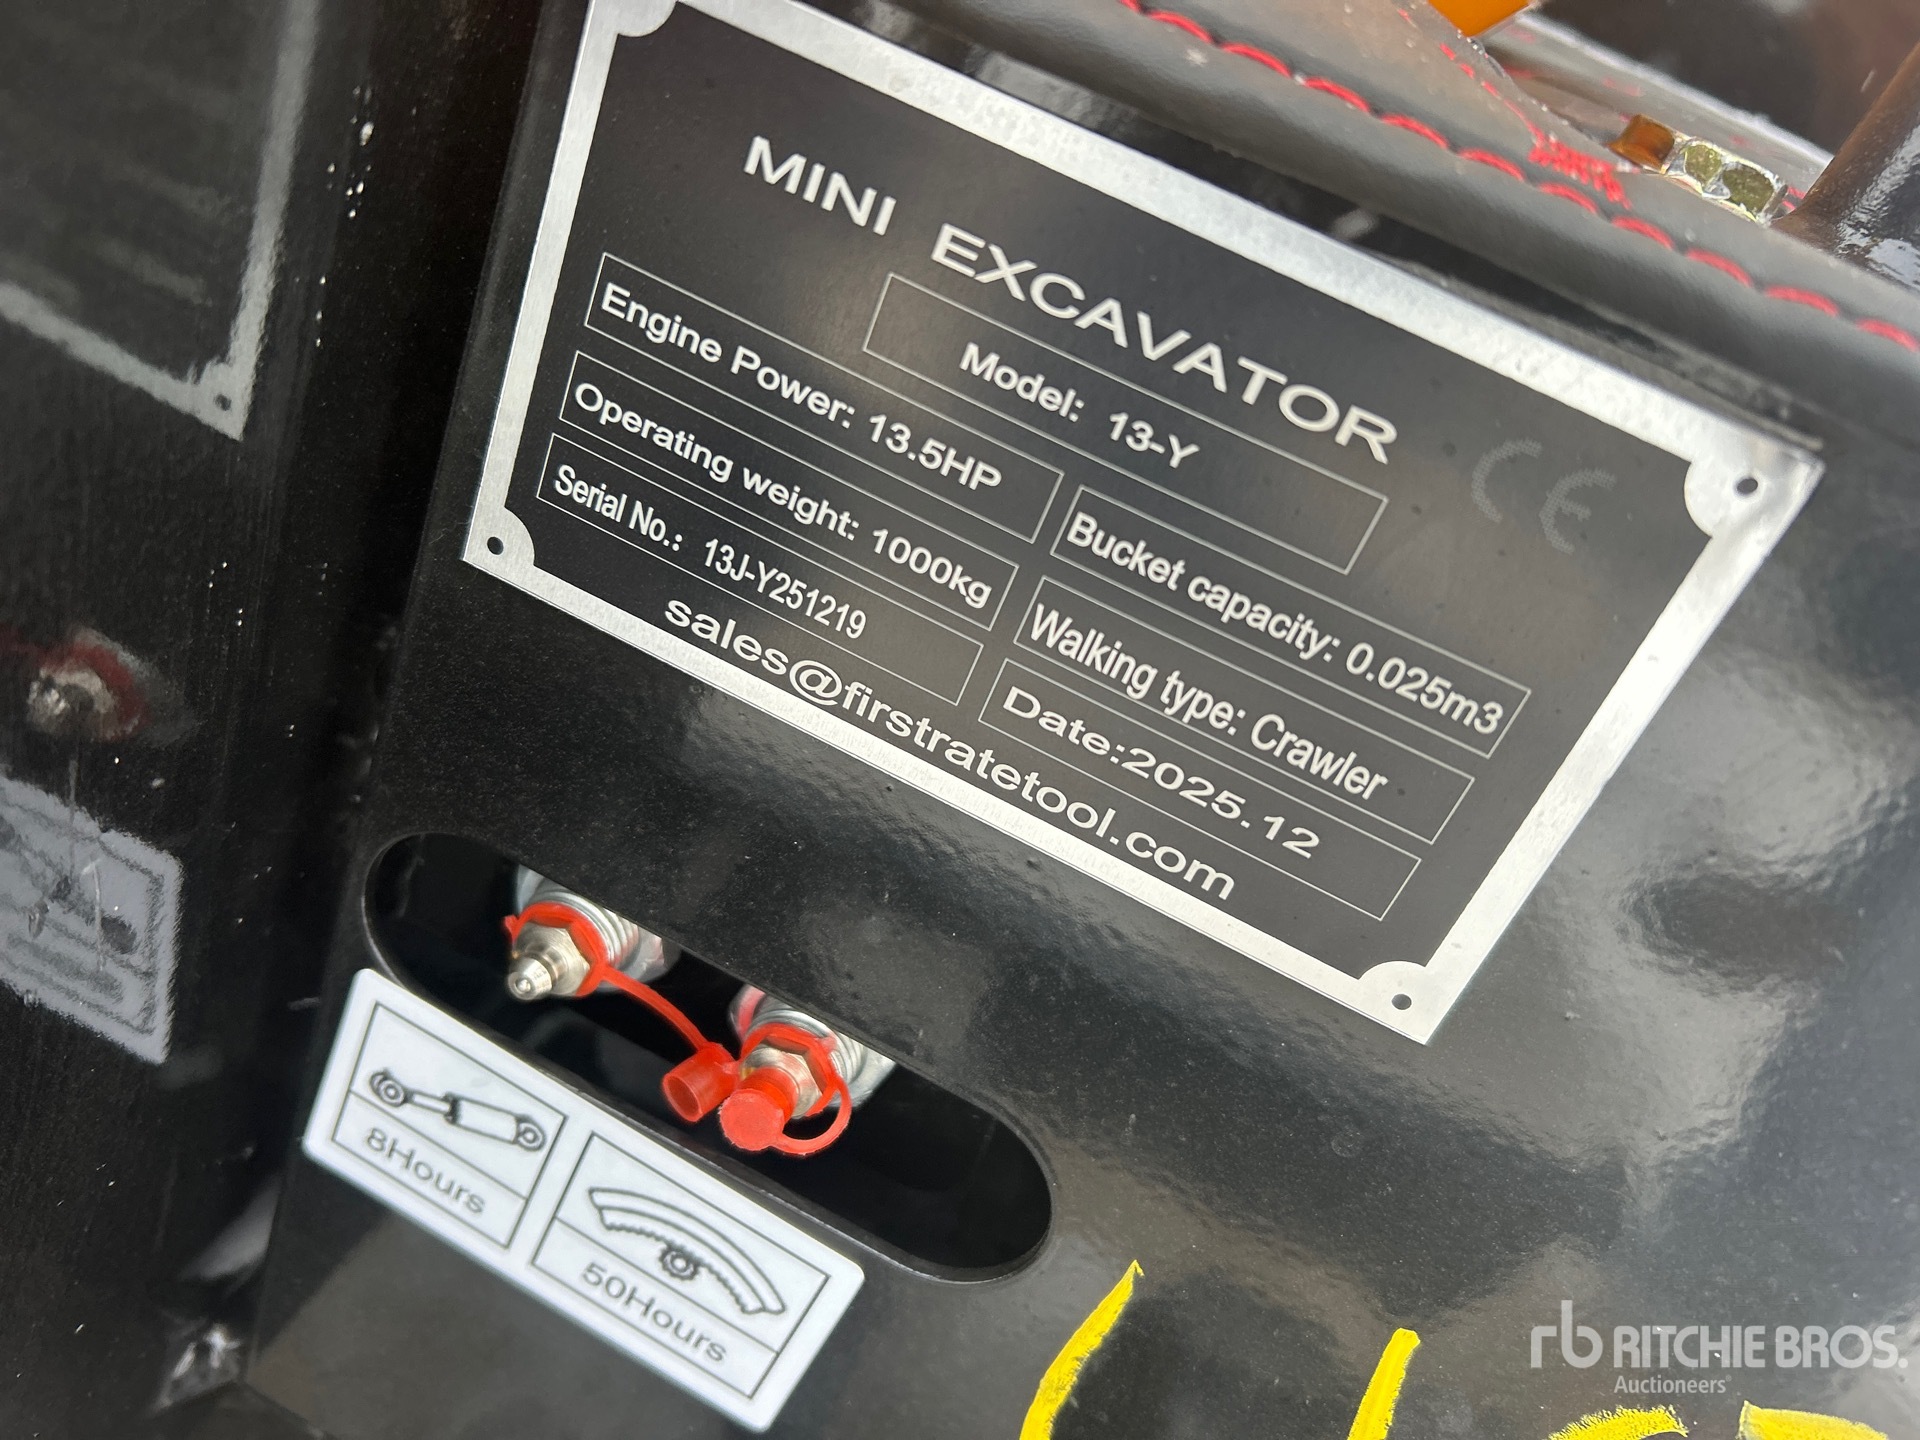 MINI EXCAVATOR
CE
Model: 13-Y
Engine Power: 13.5HP
Bucket capacity: 0.025m3
Operating weight: 1000kg
Walking type: Crawler
Serial No.: 13J-Y251219
Date:2025.12
sales@firstratetool.com
8Hours
50Hours
rb RITCHIE BROS.
Auctioneers